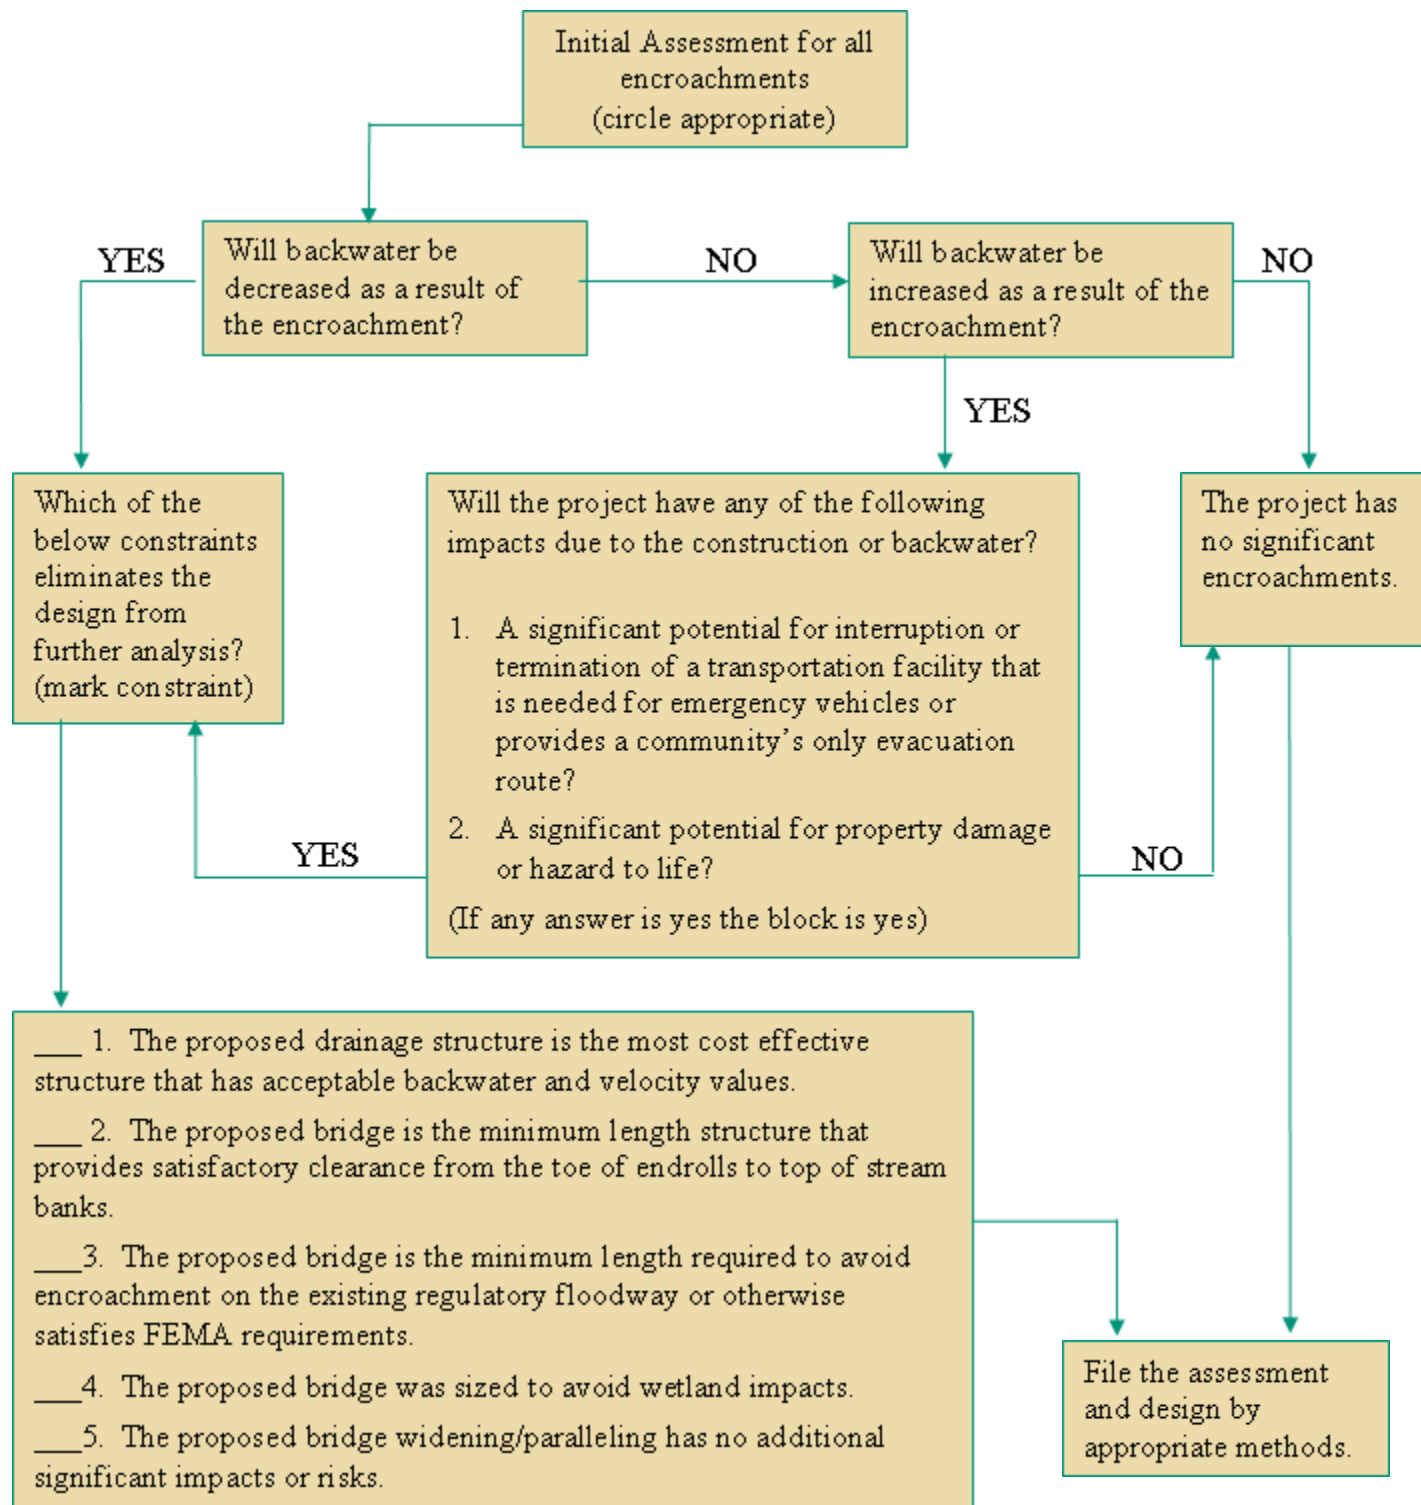 Initial Assessment for all
encroachments
(circle appropriate)
YES
Will backwater be
decreased as a result of
the encroachment?
NO
Will backwater be
increased as a result of the
encroachment?
NO
YES
Which of the
below constraints
eliminates the
design from
further analysis?
(mark constraint)
Will the project have any of the following
impacts due to the construction or backwater?
1. A significant potential for interruption or
termination of a transportation facility that
is needed for emergency vehicles or
provides a community’s only evacuation
route?
2. A significant potential for property damage
or hazard to life?
(If any answer is yes the block is yes)
The project has
no significant
encroachments.
YES
NO
___ 1. The proposed drainage structure is the most cost effective
structure that has acceptable backwater and velocity values.
___ 2. The proposed bridge is the minimum length structure that
provides satisfactory clearance from the toe of endrolls to top of stream
banks.
___3. The proposed bridge is the minimum length required to avoid
encroachment on the existing regulatory floodway or otherwise
satisfies FEMA requirements.
___4. The proposed bridge was sized to avoid wetland impacts.
___5. The proposed bridge widening/paralleling has no additional
significant impacts or risks.
File the assessment
and design by
appropriate methods.